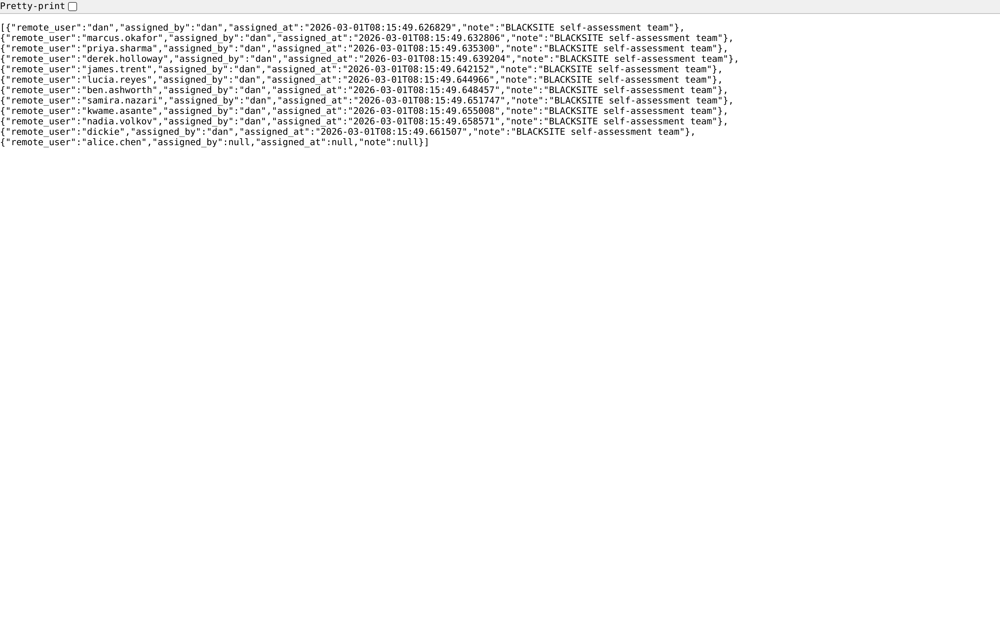 Pretty-print
[{"remote_user":"dan","assigned_by":"dan","assigned_at":"2026-03-01T08:15:49.626829","note":"BLACKSITE self-assessment team"},
{"remote_user":"marcus.okafor","assigned_by":"dan","assigned_at":"2026-03-01T08:15:49.632806","note":"BLACKSITE self-assessment team"},
{"remote_user":"priya.sharma","assigned_by":"dan","assigned_at":"2026-03-01T08:15:49.635300","note":"BLACKSITE self-assessment team"},
{"remote_user":"derek.holloway","assigned_by":"dan","assigned_at":"2026-03-01T08:15:49.639204","note":"BLACKSITE self-assessment team"},
{"remote_user":"james.trent","assigned_by":"dan","assigned_at":"2026-03-01T08:15:49.642152","note":"BLACKSITE self-assessment team"},
{"remote_user":"lucia.reyes","assigned_by":"dan","assigned_at":"2026-03-01T08:15:49.644966","note":"BLACKSITE self-assessment team"},
{"remote_user":"ben.ashworth","assigned_by":"dan","assigned_at":"2026-03-01T08:15:49.648457","note":"BLACKSITE self-assessment team"},
{"remote_user":"samira.nazari","assigned_by":"dan","assigned_at":"2026-03-01T08:15:49.651747","note":"BLACKSITE self-assessment team"},
{"remote_user":"kwame.asante","assigned_by":"dan","assigned_at":"2026-03-01T08:15:49.655008","note":"BLACKSITE self-assessment team"},
{"remote_user":"nadia.volkov","assigned_by":"dan","assigned_at":"2026-03-01T08:15:49.658571","note":"BLACKSITE self-assessment team"},
{"remote_user":"dickie","assigned_by":"dan","assigned_at":"2026-03-01T08:15:49.661507","note":"BLACKSITE self-assessment team"},
{"remote_user":"alice.chen","assigned_by":null,"assigned_at":null,"note":null}]